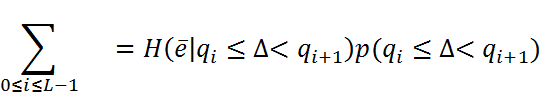 ∑_{0≤i≤L−1} = H(ē|q_i ≤ Δ< q_{i+1})p(q_i ≤ Δ< q_{i+1})